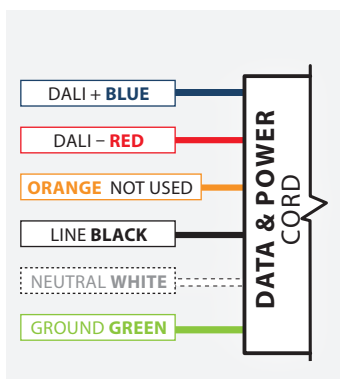 DALI + BLUE
DALI – RED
ORANGE NOT USED
LINE BLACK
NEUTRAL WHITE
GROUND GREEN
DATA & POWER
CORD